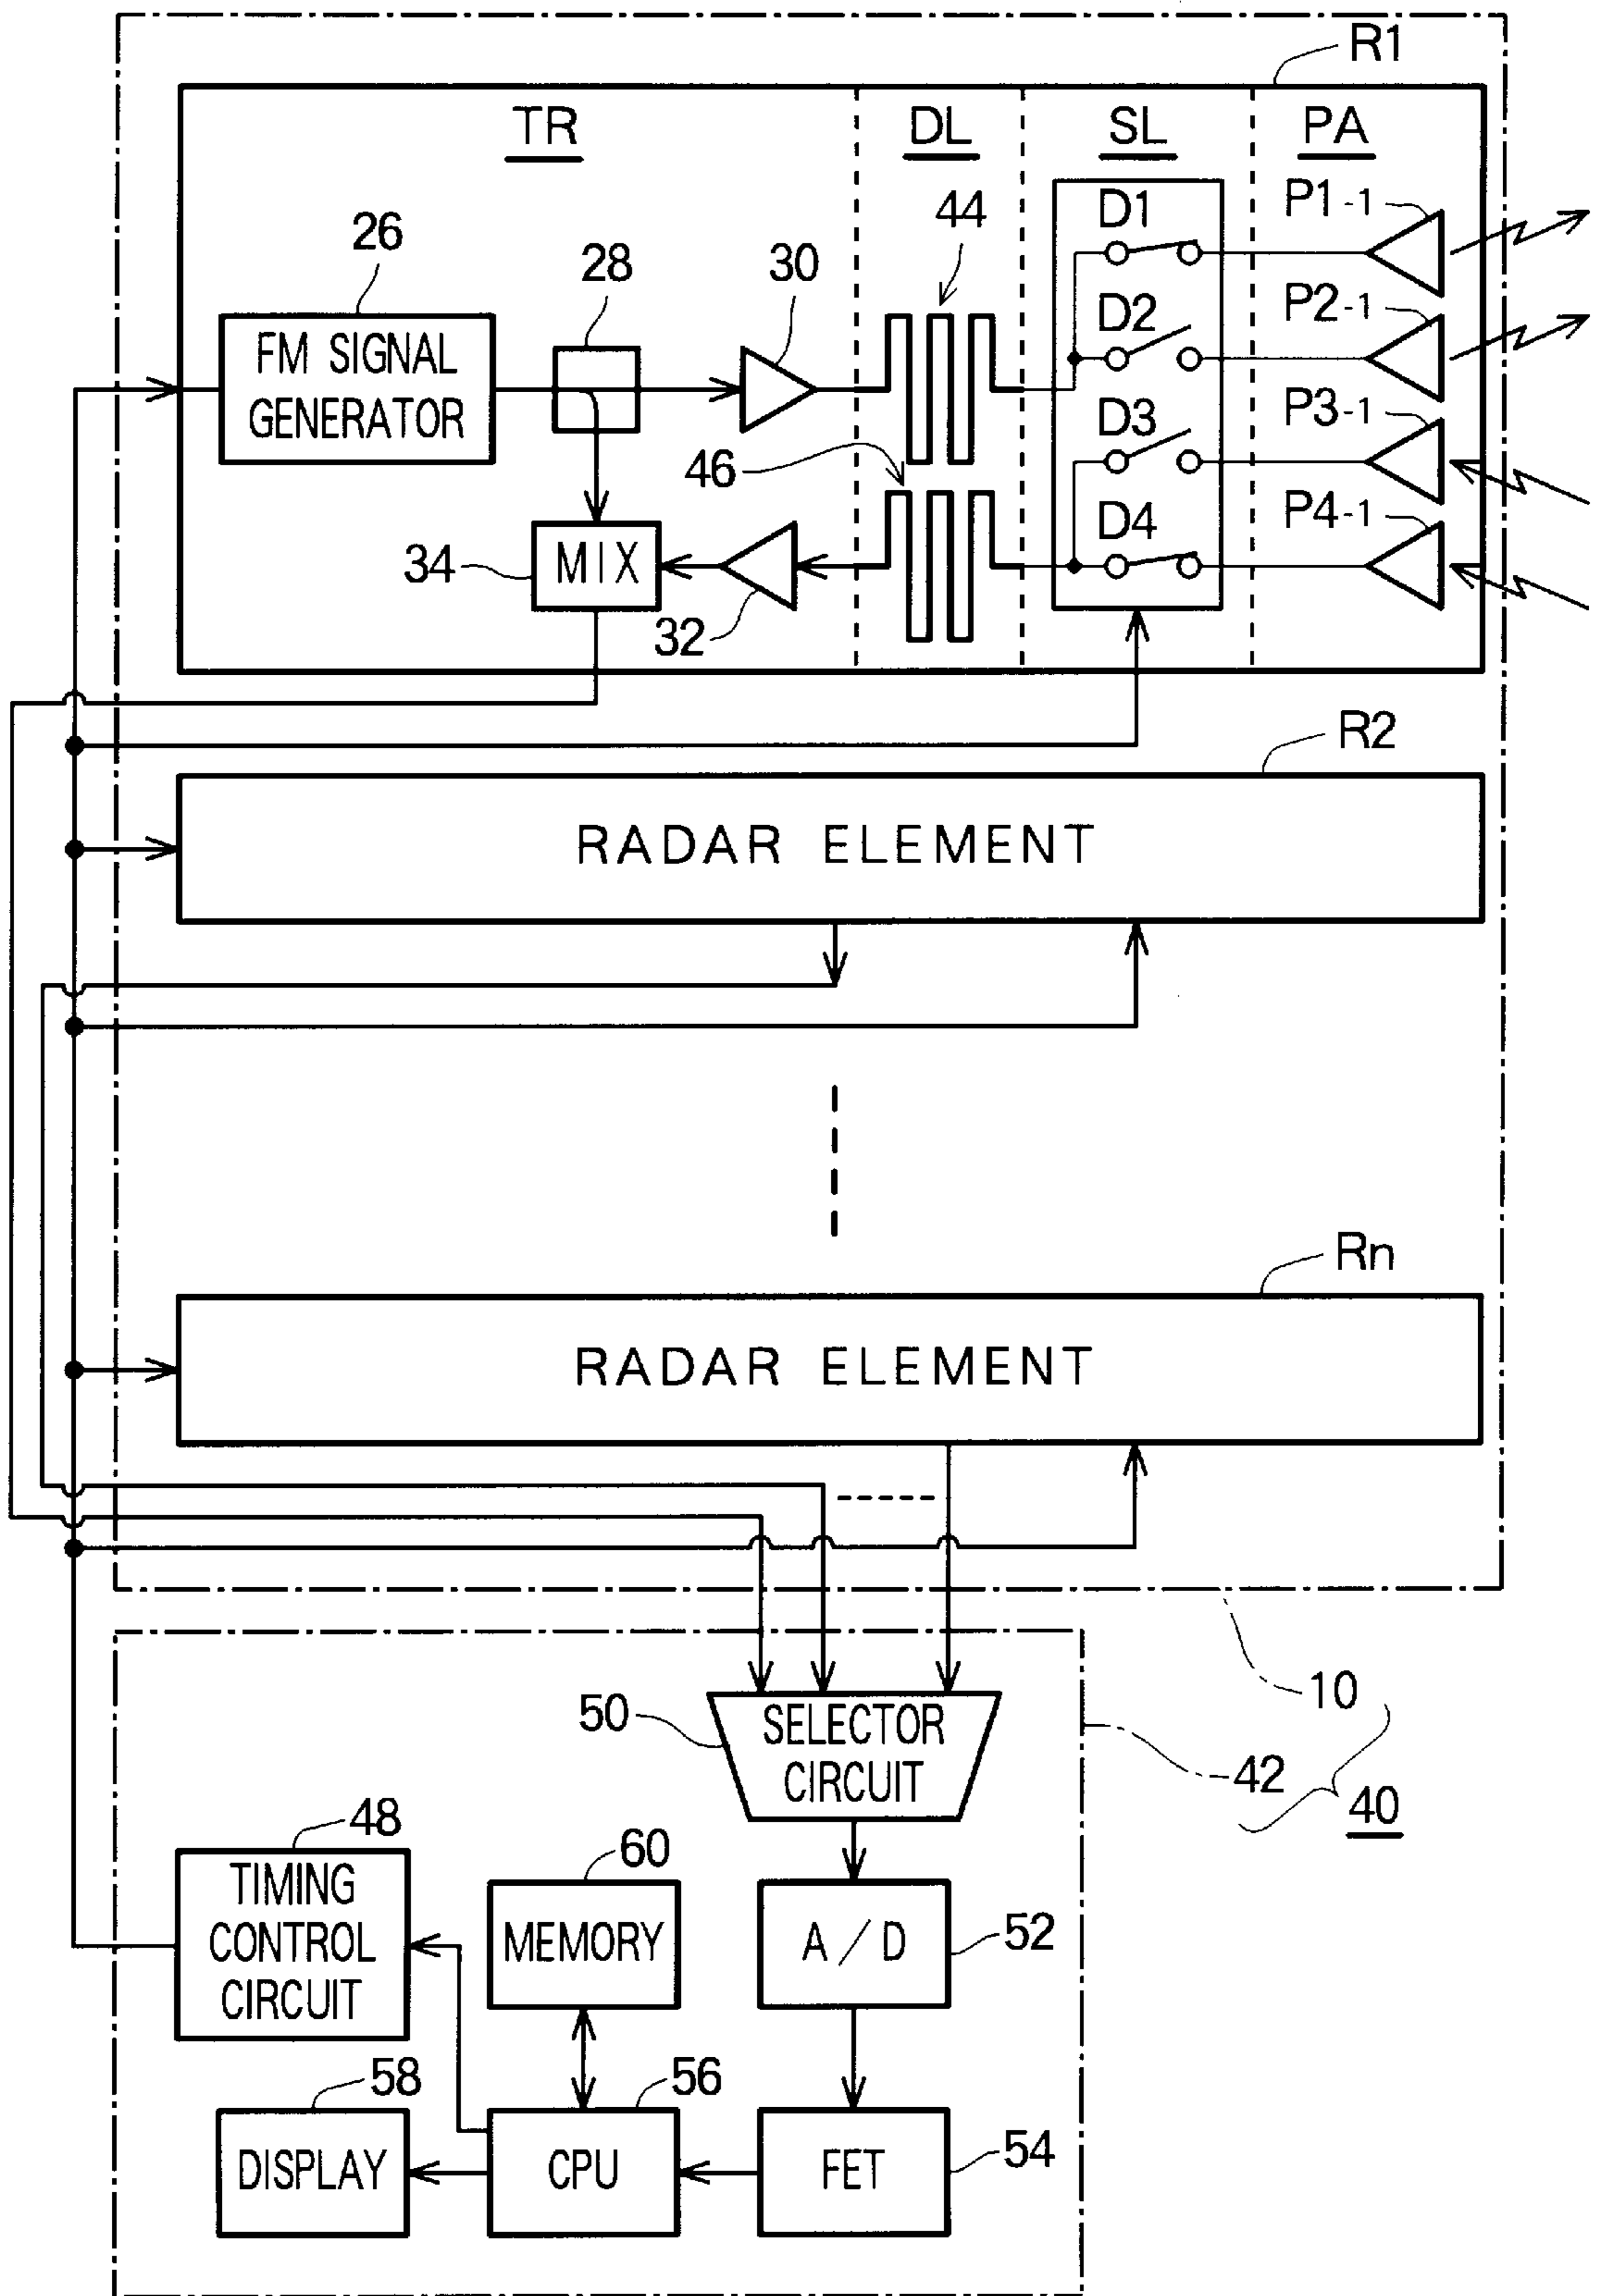 R1
TR DL SL PA
26 28 30 44 D1 P1-1
FM SIGNAL
GENERATOR
D2 P2-1
46 D3 P3-1
34 MIX 32 D4 P4-1
R2
RADAR ELEMENT
Rn
RADAR ELEMENT
10
50 SELECTOR
CIRCUIT
42
40
48
TIMING
CONTROL
CIRCUIT
60
MEMORY
A/D 52
58
DISPLAY
56
CPU
FET 54